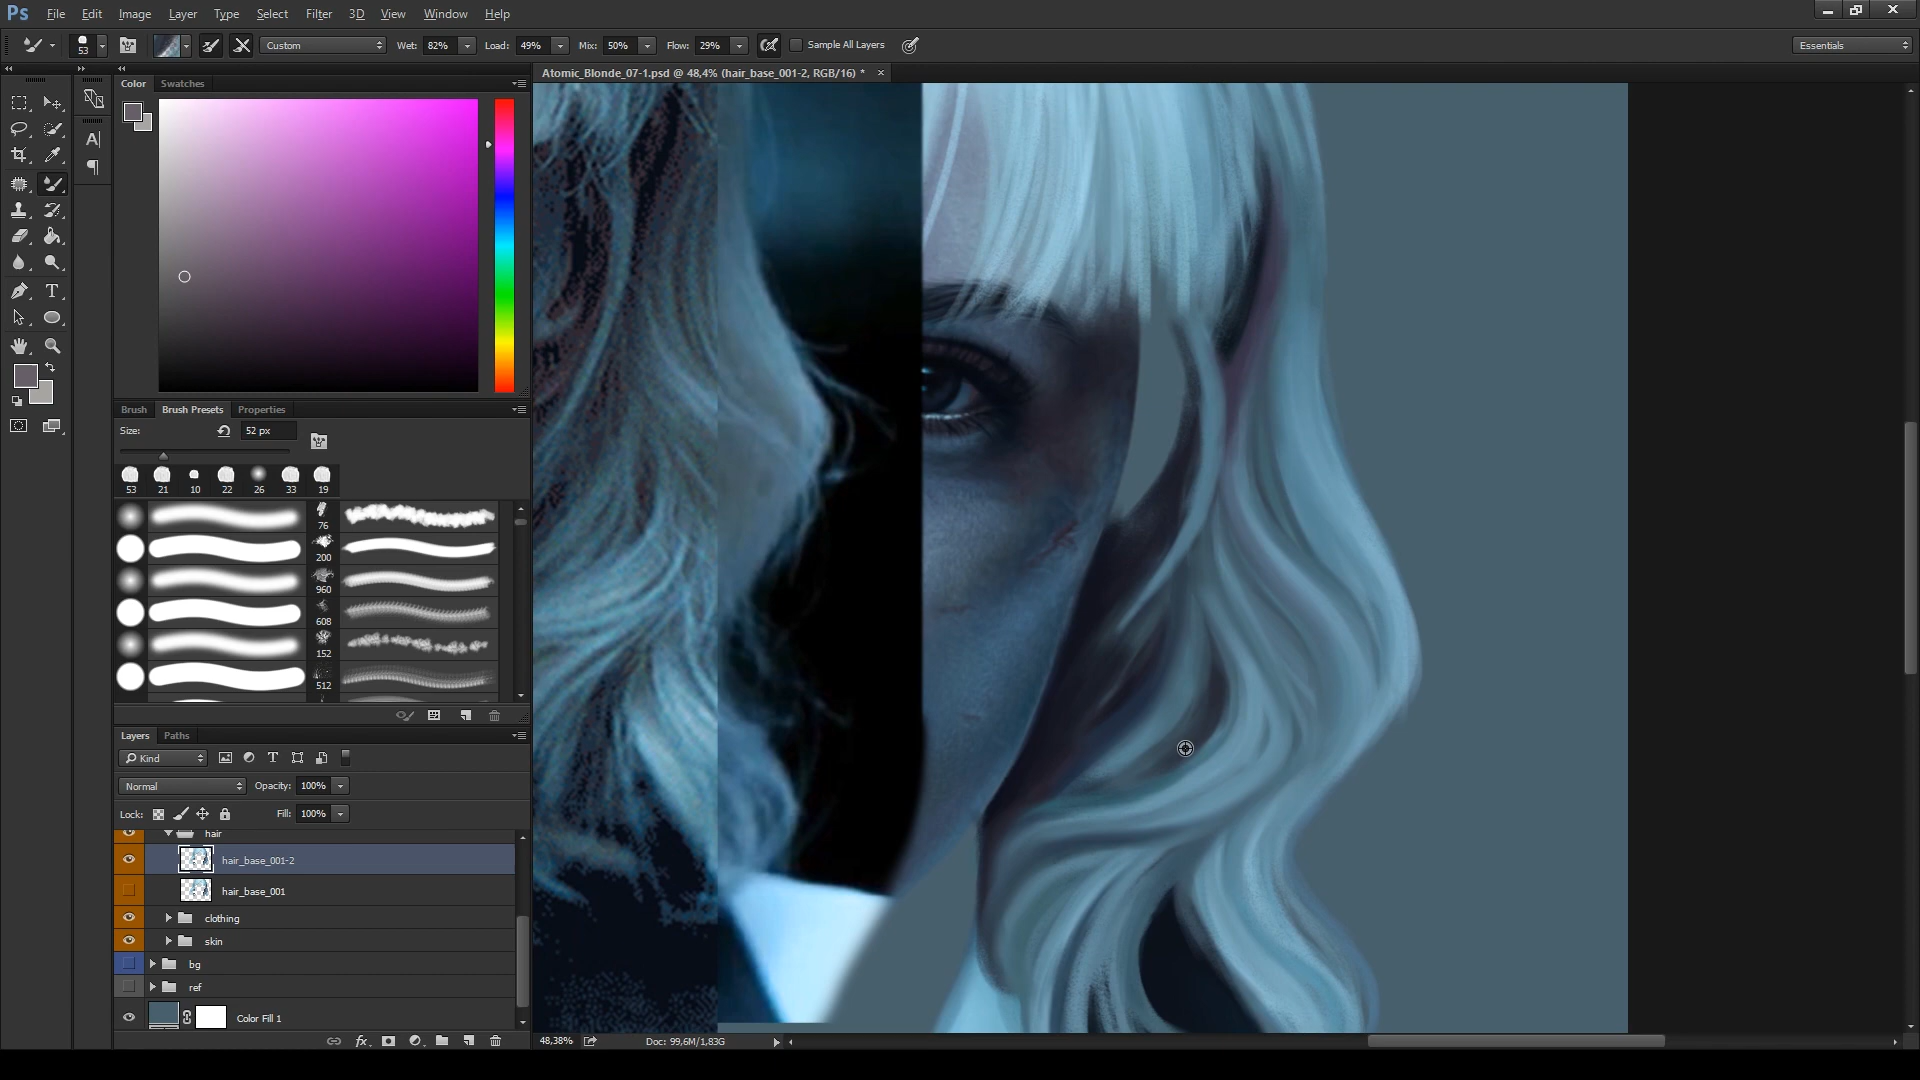 Ps File Edit Image Layer Type Select Filter 3D View Window Help
53 Custom Wet: 82% Load: 49% Mix: 50% Flow: 29% Sample All Layers Essentials
Atomic_Blonde_07-1.psd @ 48,4% (hair_base_001-2, RGB/16) * ×
Color Swatches
Brush Brush Presets Properties
Size: 52 px
53 21 10 22 26 33 19
76
200
960
608
152
512
Layers Paths
Kind
Normal Opacity: 100%
Lock: Fill: 100%
hair
hair_base_001-2
hair_base_001
clothing
skin
bg
ref
Color Fill 1
fx
48,38% Doc: 99,6M/1,83G